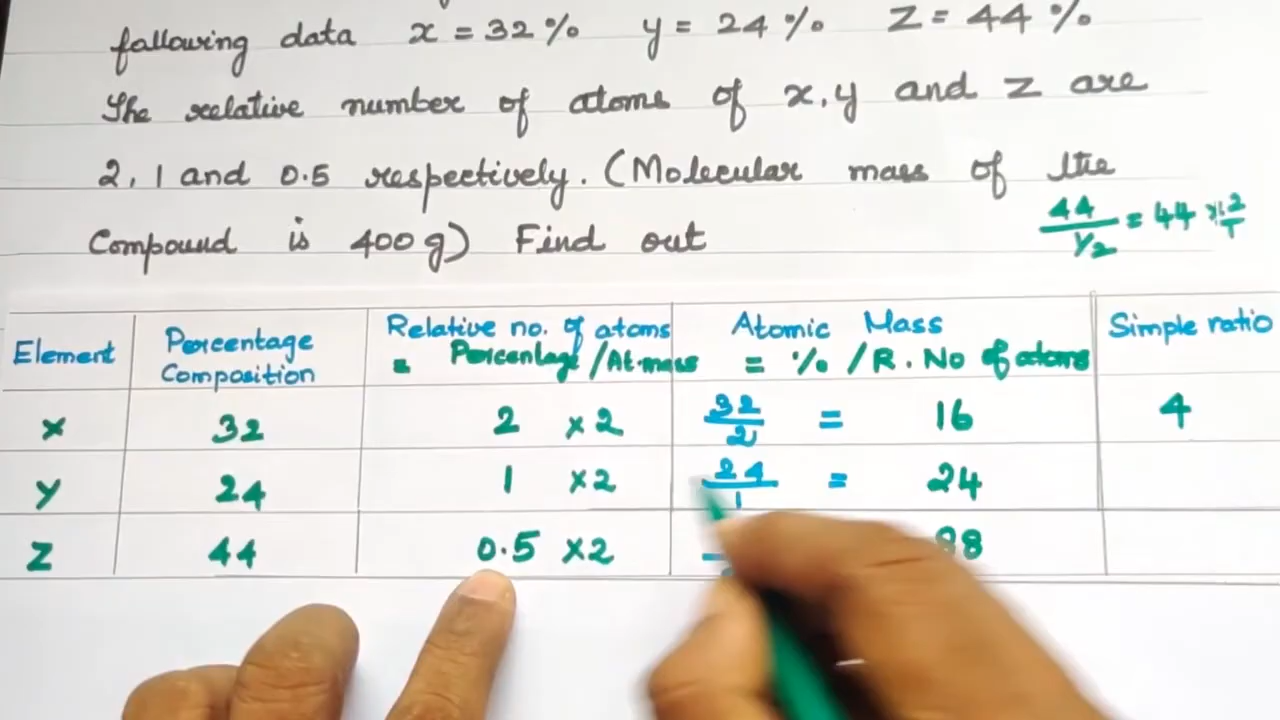 following data x = 32% y = 24% Z = 44%
The relative number of atoms of x, y and z are
2, 1 and 0.5 respectively. (Molecular mass of the
Compound is 400g) Find out
44/1/2 = 44 × 2/1
Element Percentage Composition Relative no. of atoms = Percentage/At.mass Atomic Mass = %/R.No of atoms Simple ratio
X 32 2 ×2 32/2 = 16 4
Y 24 1 ×2 24/1 = 24
Z 44 0.5 ×2 88